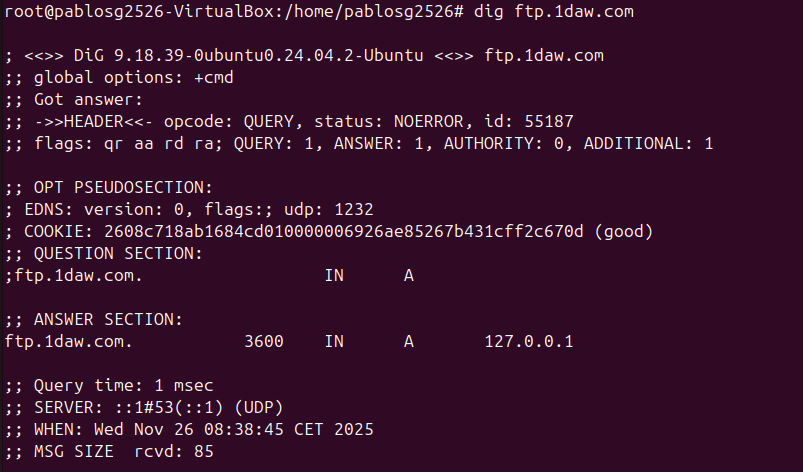 root@pablosg2526-VirtualBox:/home/pablosg2526# dig ftp.1daw.com
; <<>> DiG 9.18.39-0ubuntu0.24.04.2-Ubuntu <<>> ftp.1daw.com
;; global options: +cmd
;; Got answer:
;; ->>HEADER<<- opcode: QUERY, status: NOERROR, id: 55187
;; flags: qr aa rd ra; QUERY: 1, ANSWER: 1, AUTHORITY: 0, ADDITIONAL: 1
;; OPT PSEUDOSECTION:
; EDNS: version: 0, flags:; udp: 1232
; COOKIE: 2608c718ab1684cd010000006926ae85267b431cff2c670d (good)
;; QUESTION SECTION:
;ftp.1daw.com. IN A
;; ANSWER SECTION:
ftp.1daw.com. 3600 IN A 127.0.0.1
;; Query time: 1 msec
;; SERVER: ::1#53(::1) (UDP)
;; WHEN: Wed Nov 26 08:38:45 CET 2025
;; MSG SIZE  rcvd: 85